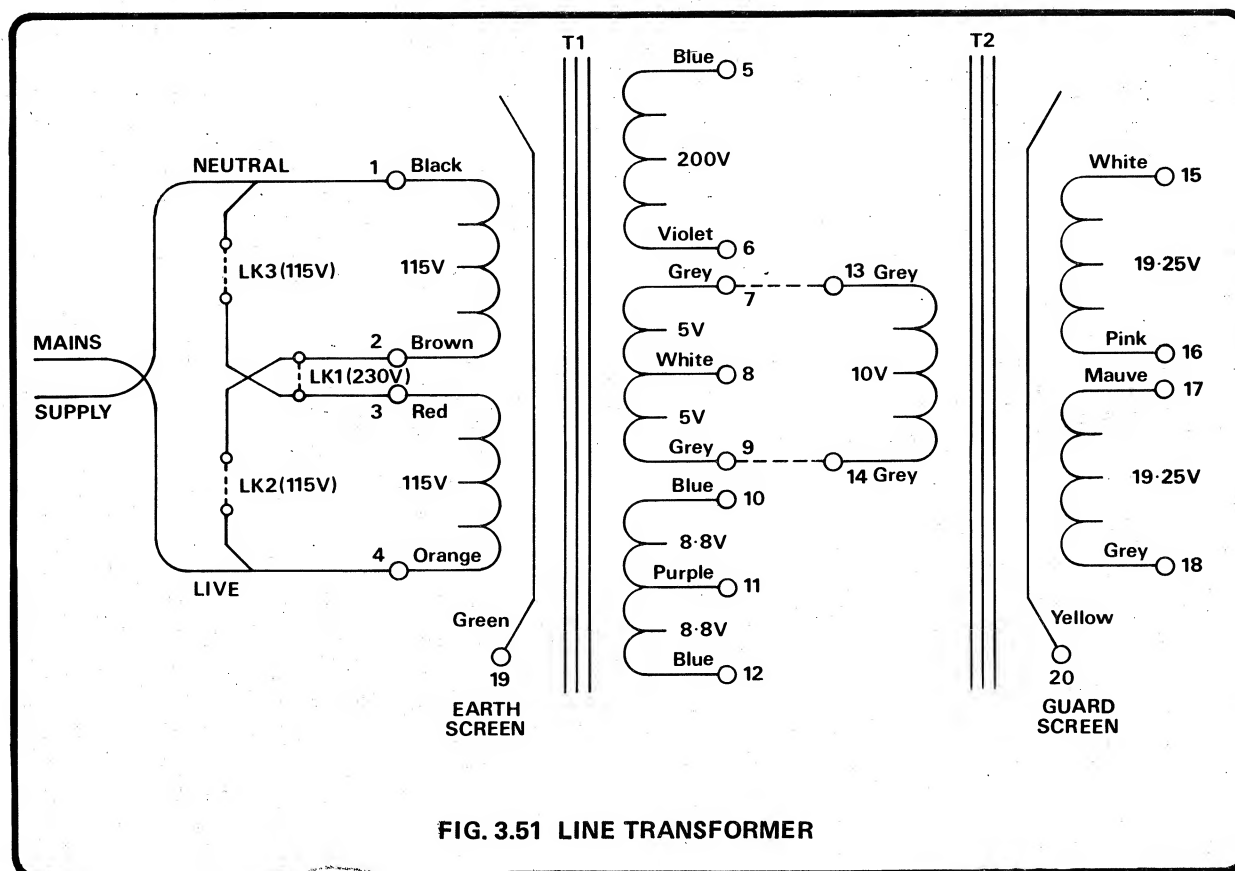 T1
T2
Blue
5
200V
Violet
6
NEUTRAL
1
Black
LK3 (115V)
115V
MAINS
SUPPLY
2
Brown
LK1 (230V)
3
Red
LK2 (115V)
115V
4
Orange
LIVE
Green
19
EARTH
SCREEN
Grey
7
5V
White
8
5V
Grey
9
13 Grey
10V
14 Grey
Blue
10
8·8V
Purple
11
8·8V
Blue
12
White
15
19·25V
Pink
16
Mauve
17
19·25V
Grey
18
Yellow
20
GUARD
SCREEN
FIG. 3.51 LINE TRANSFORMER